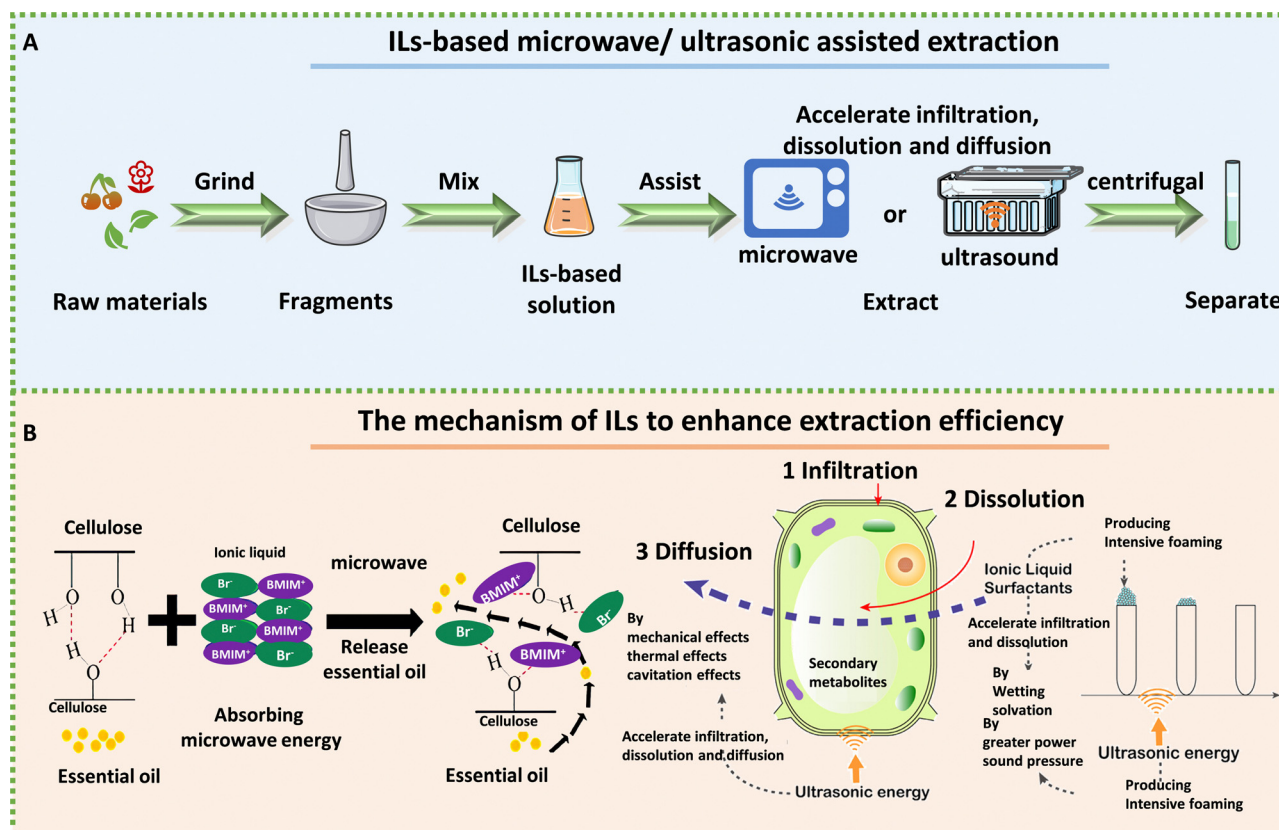 A
ILs-based microwave/ ultrasonic assisted extraction
Accelerate infiltration,
dissolution and diffusion
Grind
Mix
Assist
centrifugal
or
microwave
ultrasound
ILs-based
solution
Raw materials
Fragments
Extract
Separate
B
The mechanism of ILs to enhance extraction efficiency
Cellulose
O
O
H
H
H
H
O
Cellulose
Essential oil
Ionic liquid
Br-
BMIM+
BMIM+
Br-
Br-
BMIM+
BMIM+
Br-
Absorbing
microwave energy
microwave
Release
essential oil
Cellulose
BMIM+
O
H
Br-
Br-
H
BMIM+
O
Cellulose
Essential oil
1 Infiltration
2 Dissolution
3 Diffusion
By
mechanical effects
thermal effects
cavitation effects
Accelerate infiltration,
dissolution and diffusion
Secondary
metabolites
Ultrasonic energy
Ionic Liquid
Surfactants
Accelerate infiltration
and dissolution
By
Wetting
solvation
By
greater power
sound pressure
Producing
Intensive foaming
Ultrasonic energy
Producing
Intensive foaming